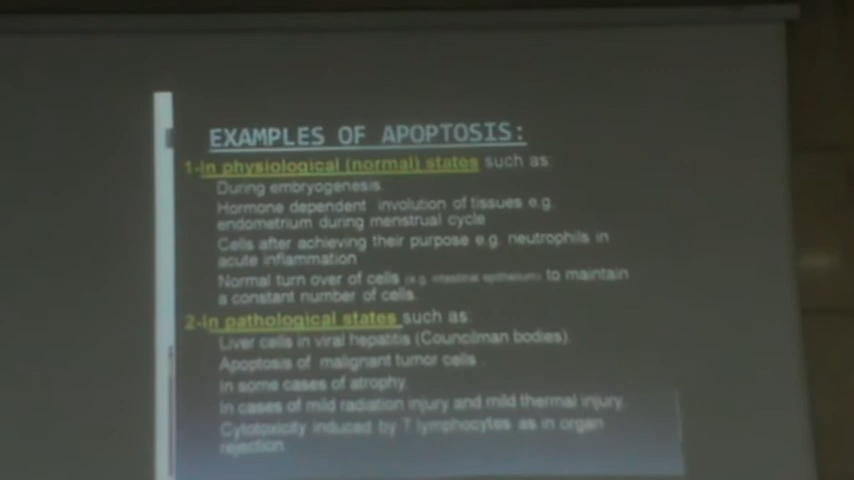 EXAMPLES OF APOPTOSIS:
1-In physiological (normal) states such as:
During embryogenesis.
Hormone dependent involution of tissues e.g.
endometrium during menstrual cycle
Cells after achieving their purpose e.g. neutrophils in
acute inflammation
Normal turn over of cells (e.g. intestinal epithelium) to maintain
a constant number of cells.
2-In pathological states such as:
Liver cells in viral hepatitis (Councilman bodies).
Apoptosis of malignant tumor cells .
In some cases of atrophy.
In cases of mild radiation injury and mild thermal injury.
Cytotoxicity induced by T lymphocytes as in organ
rejection.